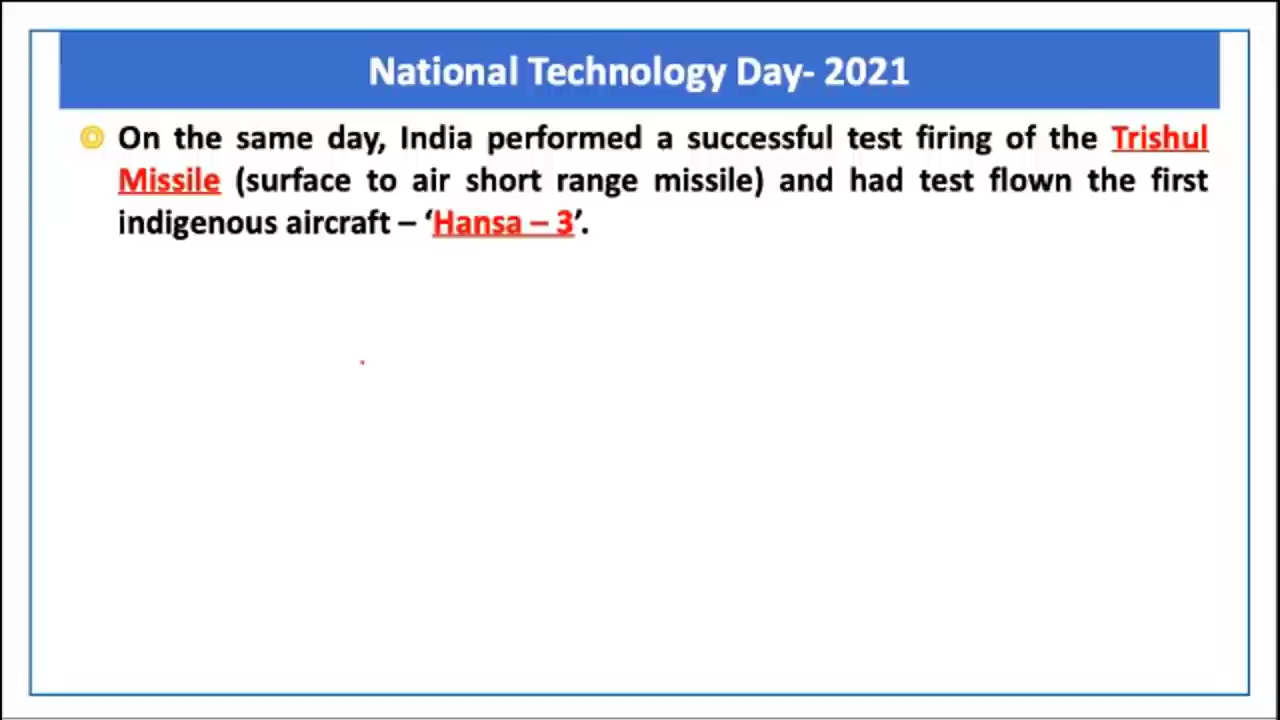 National Technology Day- 2021
On the same day, India performed a successful test firing of the Trishul
Missile (surface to air short range missile) and had test flown the first
indigenous aircraft – ‘Hansa – 3’.